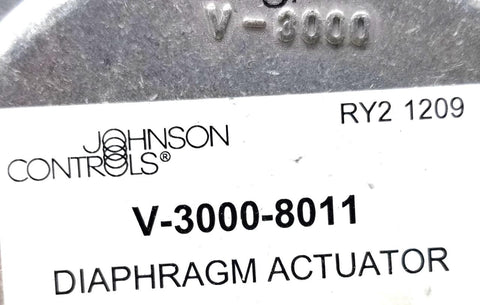 V-3000
RY2 1209
JOHNSON
CONTROLS®
V-3000-8011
DIAPHRAGM ACTUATOR